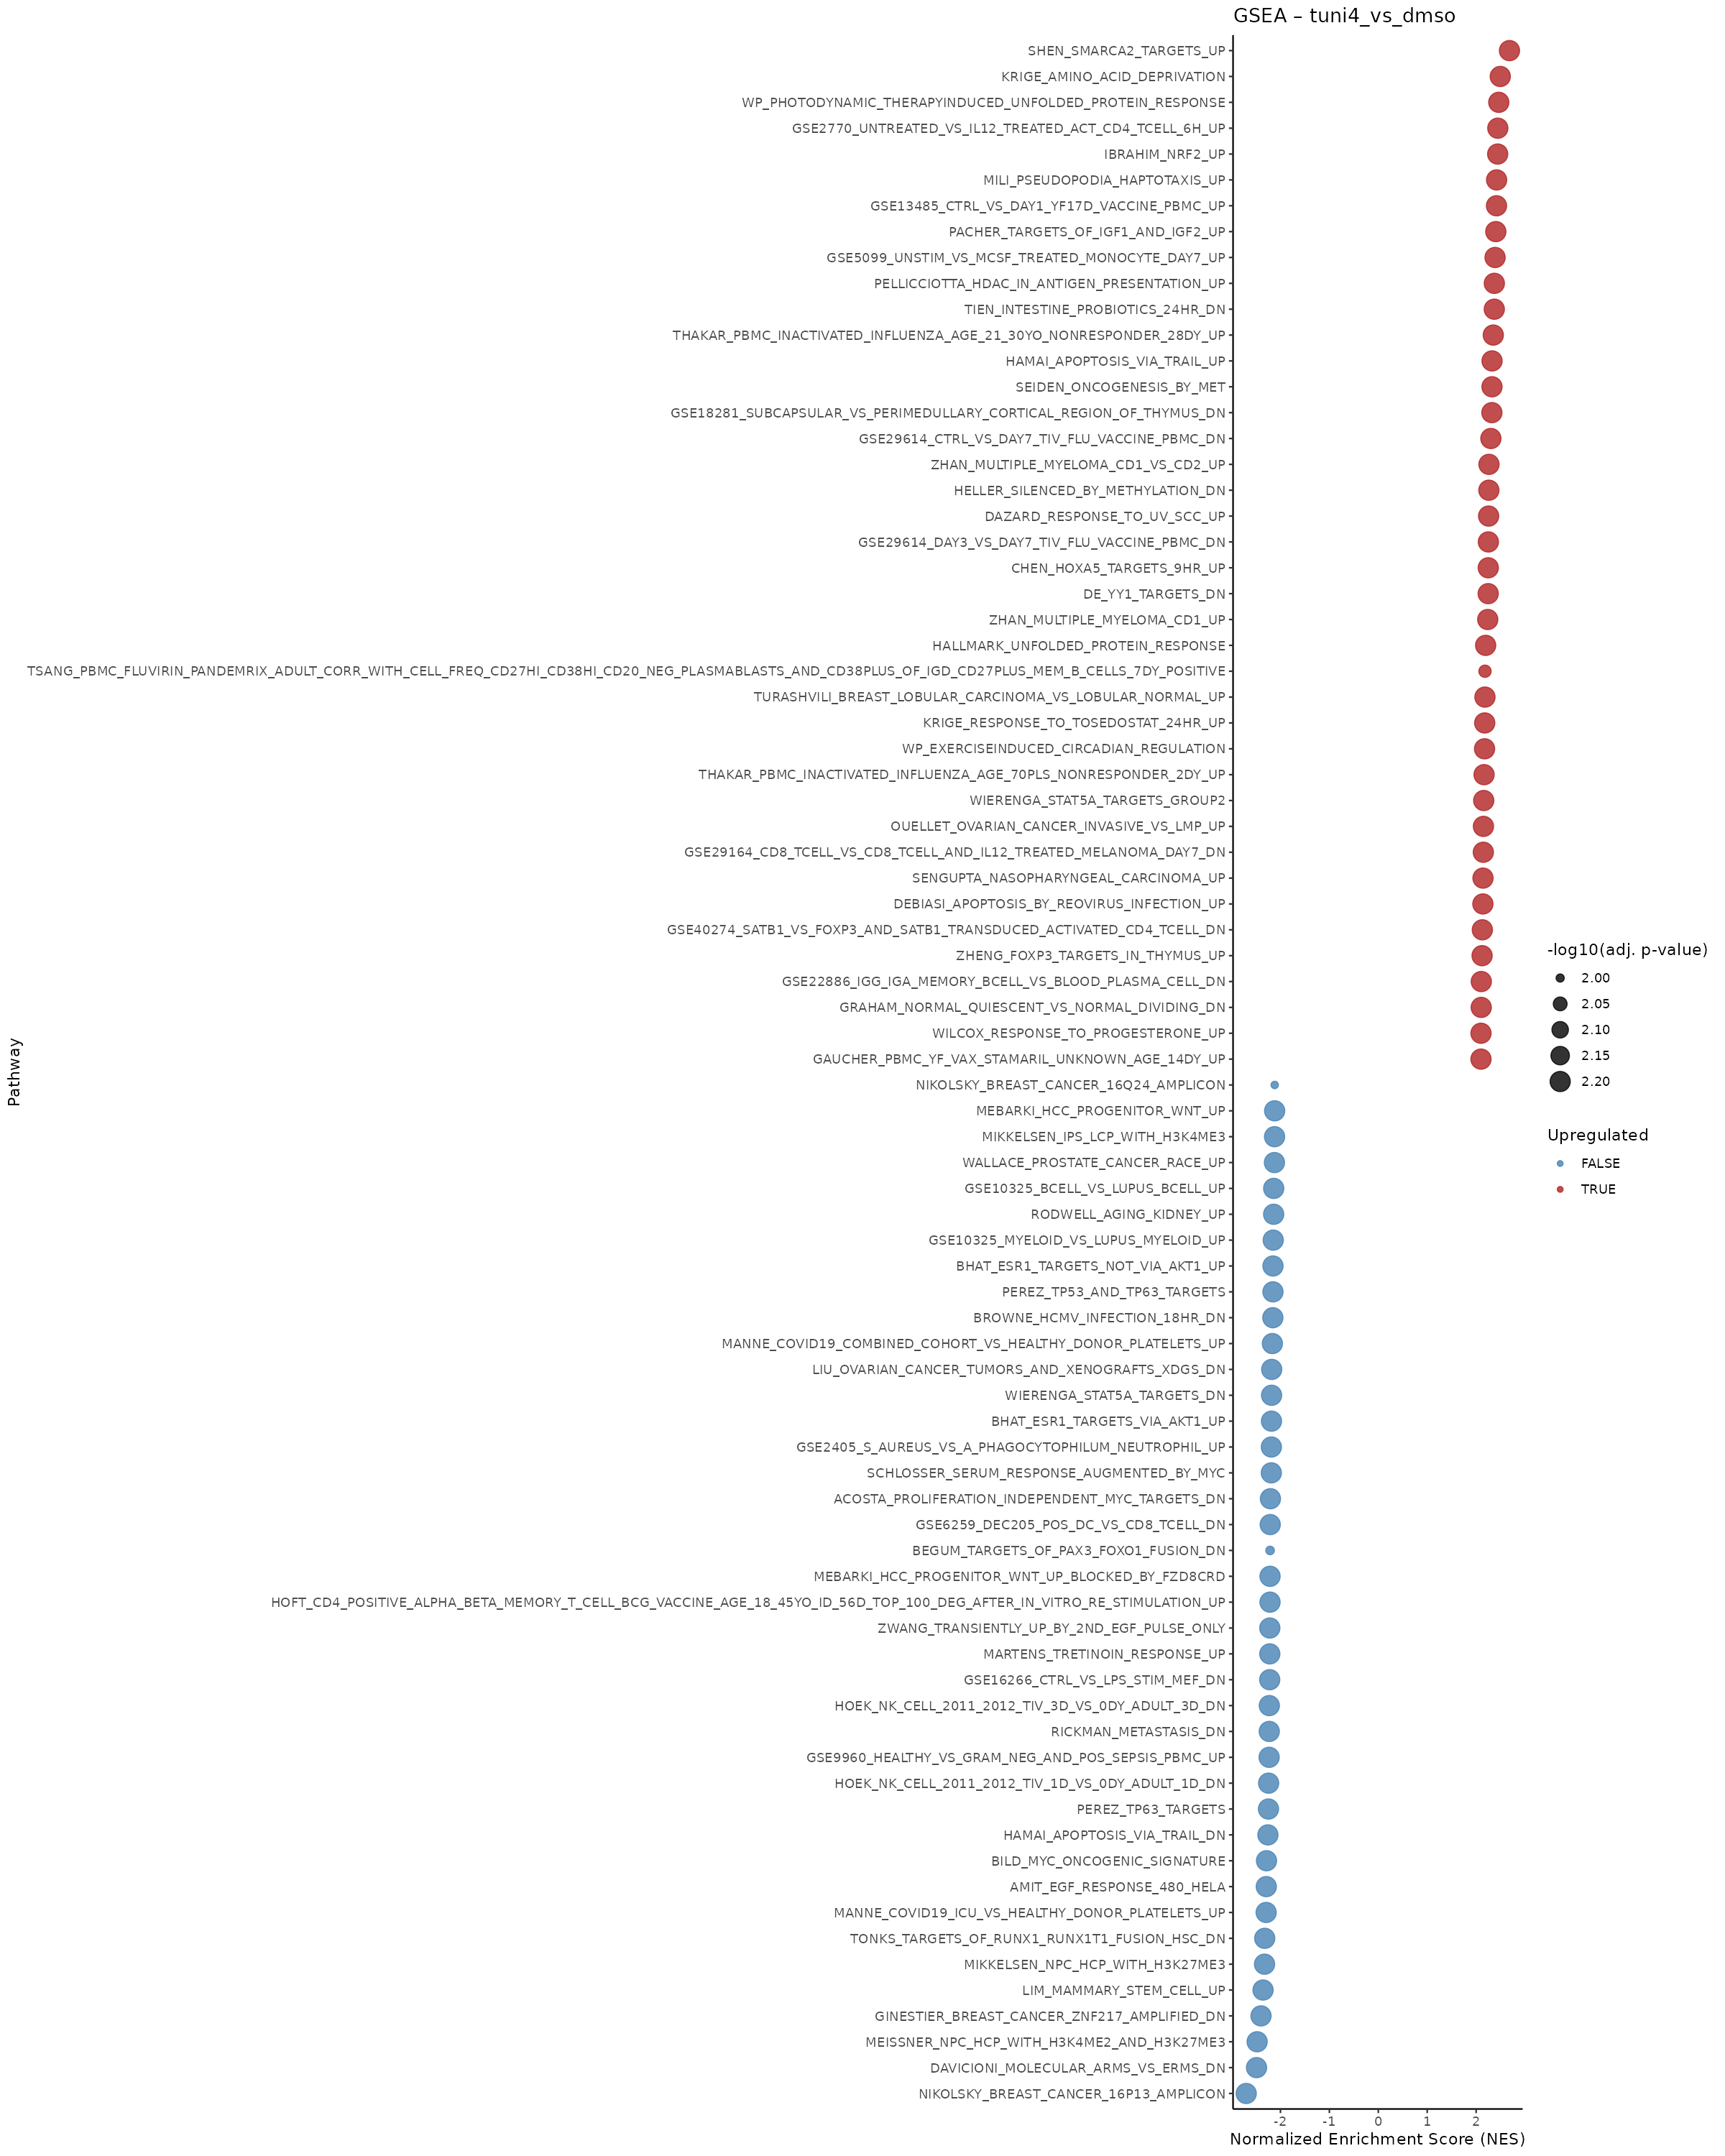 GSEA – tuni4_vs_dmso
SHEN_SMARCA2_TARGETS_UP
KRIGE_AMINO_ACID_DEPRIVATION
WP_PHOTODYNAMIC_THERAPYINDUCED_UNFOLDED_PROTEIN_RESPONSE
GSE2770_UNTREATED_VS_IL12_TREATED_ACT_CD4_TCELL_6H_UP
IBRAHIM_NRF2_UP
MILI_PSEUDOPODIA_HAPTOTAXIS_UP
GSE13485_CTRL_VS_DAY1_YF17D_VACCINE_PBMC_UP
PACHER_TARGETS_OF_IGF1_AND_IGF2_UP
GSE5099_UNSTIM_VS_MCSF_TREATED_MONOCYTE_DAY7_UP
PELLICCIOTTA_HDAC_IN_ANTIGEN_PRESENTATION_UP
TIEN_INTESTINE_PROBIOTICS_24HR_DN
THAKAR_PBMC_INACTIVATED_INFLUENZA_AGE_21_30YO_NONRESPONDER_28DY_UP
HAMAI_APOPTOSIS_VIA_TRAIL_UP
SEIDEN_ONCOGENESIS_BY_MET
GSE18281_SUBCAPSULAR_VS_PERIMEDULLARY_CORTICAL_REGION_OF_THYMUS_DN
GSE29614_CTRL_VS_DAY7_TIV_FLU_VACCINE_PBMC_DN
ZHAN_MULTIPLE_MYELOMA_CD1_VS_CD2_UP
HELLER_SILENCED_BY_METHYLATION_DN
DAZARD_RESPONSE_TO_UV_SCC_UP
GSE29614_DAY3_VS_DAY7_TIV_FLU_VACCINE_PBMC_DN
CHEN_HOXA5_TARGETS_9HR_UP
DE_YY1_TARGETS_DN
ZHAN_MULTIPLE_MYELOMA_CD1_UP
HALLMARK_UNFOLDED_PROTEIN_RESPONSE
TSANG_PBMC_FLUVIRIN_PANDEMRIX_ADULT_CORR_WITH_CELL_FREQ_CD27HI_CD38HI_CD20_NEG_PLASMABLASTS_AND_CD38PLUS_OF_IGD_CD27PLUS_MEM_B_CELLS_7DY_POSITIVE
TURASHVILI_BREAST_LOBULAR_CARCINOMA_VS_LOBULAR_NORMAL_UP
KRIGE_RESPONSE_TO_TOSEDOSTAT_24HR_UP
WP_EXERCISEINDUCED_CIRCADIAN_REGULATION
THAKAR_PBMC_INACTIVATED_INFLUENZA_AGE_70PLS_NONRESPONDER_2DY_UP
WIERENGA_STAT5A_TARGETS_GROUP2
OUELLET_OVARIAN_CANCER_INVASIVE_VS_LMP_UP
GSE29164_CD8_TCELL_VS_CD8_TCELL_AND_IL12_TREATED_MELANOMA_DAY7_DN
SENGUPTA_NASOPHARYNGEAL_CARCINOMA_UP
DEBIASI_APOPTOSIS_BY_REOVIRUS_INFECTION_UP
GSE40274_SATB1_VS_FOXP3_AND_SATB1_TRANSDUCED_ACTIVATED_CD4_TCELL_DN
ZHENG_FOXP3_TARGETS_IN_THYMUS_UP
GSE22886_IGG_IGA_MEMORY_BCELL_VS_BLOOD_PLASMA_CELL_DN
GRAHAM_NORMAL_QUIESCENT_VS_NORMAL_DIVIDING_DN
WILCOX_RESPONSE_TO_PROGESTERONE_UP
GAUCHER_PBMC_YF_VAX_STAMARIL_UNKNOWN_AGE_14DY_UP
NIKOLSKY_BREAST_CANCER_16Q24_AMPLICON
MEBARKI_HCC_PROGENITOR_WNT_UP
MIKKELSEN_IPS_LCP_WITH_H3K4ME3
WALLACE_PROSTATE_CANCER_RACE_UP
GSE10325_BCELL_VS_LUPUS_BCELL_UP
RODWELL_AGING_KIDNEY_UP
GSE10325_MYELOID_VS_LUPUS_MYELOID_UP
BHAT_ESR1_TARGETS_NOT_VIA_AKT1_UP
PEREZ_TP53_AND_TP63_TARGETS
BROWNE_HCMV_INFECTION_18HR_DN
MANNE_COVID19_COMBINED_COHORT_VS_HEALTHY_DONOR_PLATELETS_UP
LIU_OVARIAN_CANCER_TUMORS_AND_XENOGRAFTS_XDGS_DN
WIERENGA_STAT5A_TARGETS_DN
BHAT_ESR1_TARGETS_VIA_AKT1_UP
GSE2405_S_AUREUS_VS_A_PHAGOCYTOPHILUM_NEUTROPHIL_UP
SCHLOSSER_SERUM_RESPONSE_AUGMENTED_BY_MYC
ACOSTA_PROLIFERATION_INDEPENDENT_MYC_TARGETS_DN
GSE6259_DEC205_POS_DC_VS_CD8_TCELL_DN
BEGUM_TARGETS_OF_PAX3_FOXO1_FUSION_DN
MEBARKI_HCC_PROGENITOR_WNT_UP_BLOCKED_BY_FZD8CRD
HOFT_CD4_POSITIVE_ALPHA_BETA_MEMORY_T_CELL_BCG_VACCINE_AGE_18_45YO_ID_56D_TOP_100_DEG_AFTER_IN_VITRO_RE_STIMULATION_UP
ZWANG_TRANSIENTLY_UP_BY_2ND_EGF_PULSE_ONLY
MARTENS_TRETINOIN_RESPONSE_UP
GSE16266_CTRL_VS_LPS_STIM_MEF_DN
HOEK_NK_CELL_2011_2012_TIV_3D_VS_0DY_ADULT_3D_DN
RICKMAN_METASTASIS_DN
GSE9960_HEALTHY_VS_GRAM_NEG_AND_POS_SEPSIS_PBMC_UP
HOEK_NK_CELL_2011_2012_TIV_1D_VS_0DY_ADULT_1D_DN
PEREZ_TP63_TARGETS
HAMAI_APOPTOSIS_VIA_TRAIL_DN
BILD_MYC_ONCOGENIC_SIGNATURE
AMIT_EGF_RESPONSE_480_HELA
MANNE_COVID19_ICU_VS_HEALTHY_DONOR_PLATELETS_UP
TONKS_TARGETS_OF_RUNX1_RUNX1T1_FUSION_HSC_DN
MIKKELSEN_NPC_HCP_WITH_H3K27ME3
LIM_MAMMARY_STEM_CELL_UP
GINESTIER_BREAST_CANCER_ZNF217_AMPLIFIED_DN
MEISSNER_NPC_HCP_WITH_H3K4ME2_AND_H3K27ME3
DAVICIONI_MOLECULAR_ARMS_VS_ERMS_DN
NIKOLSKY_BREAST_CANCER_16P13_AMPLICON
Pathway
-2 -1 0 1 2
Normalized Enrichment Score (NES)
-log10(adj. p-value)
2.00
2.05
2.10
2.15
2.20
Upregulated
FALSE
TRUE